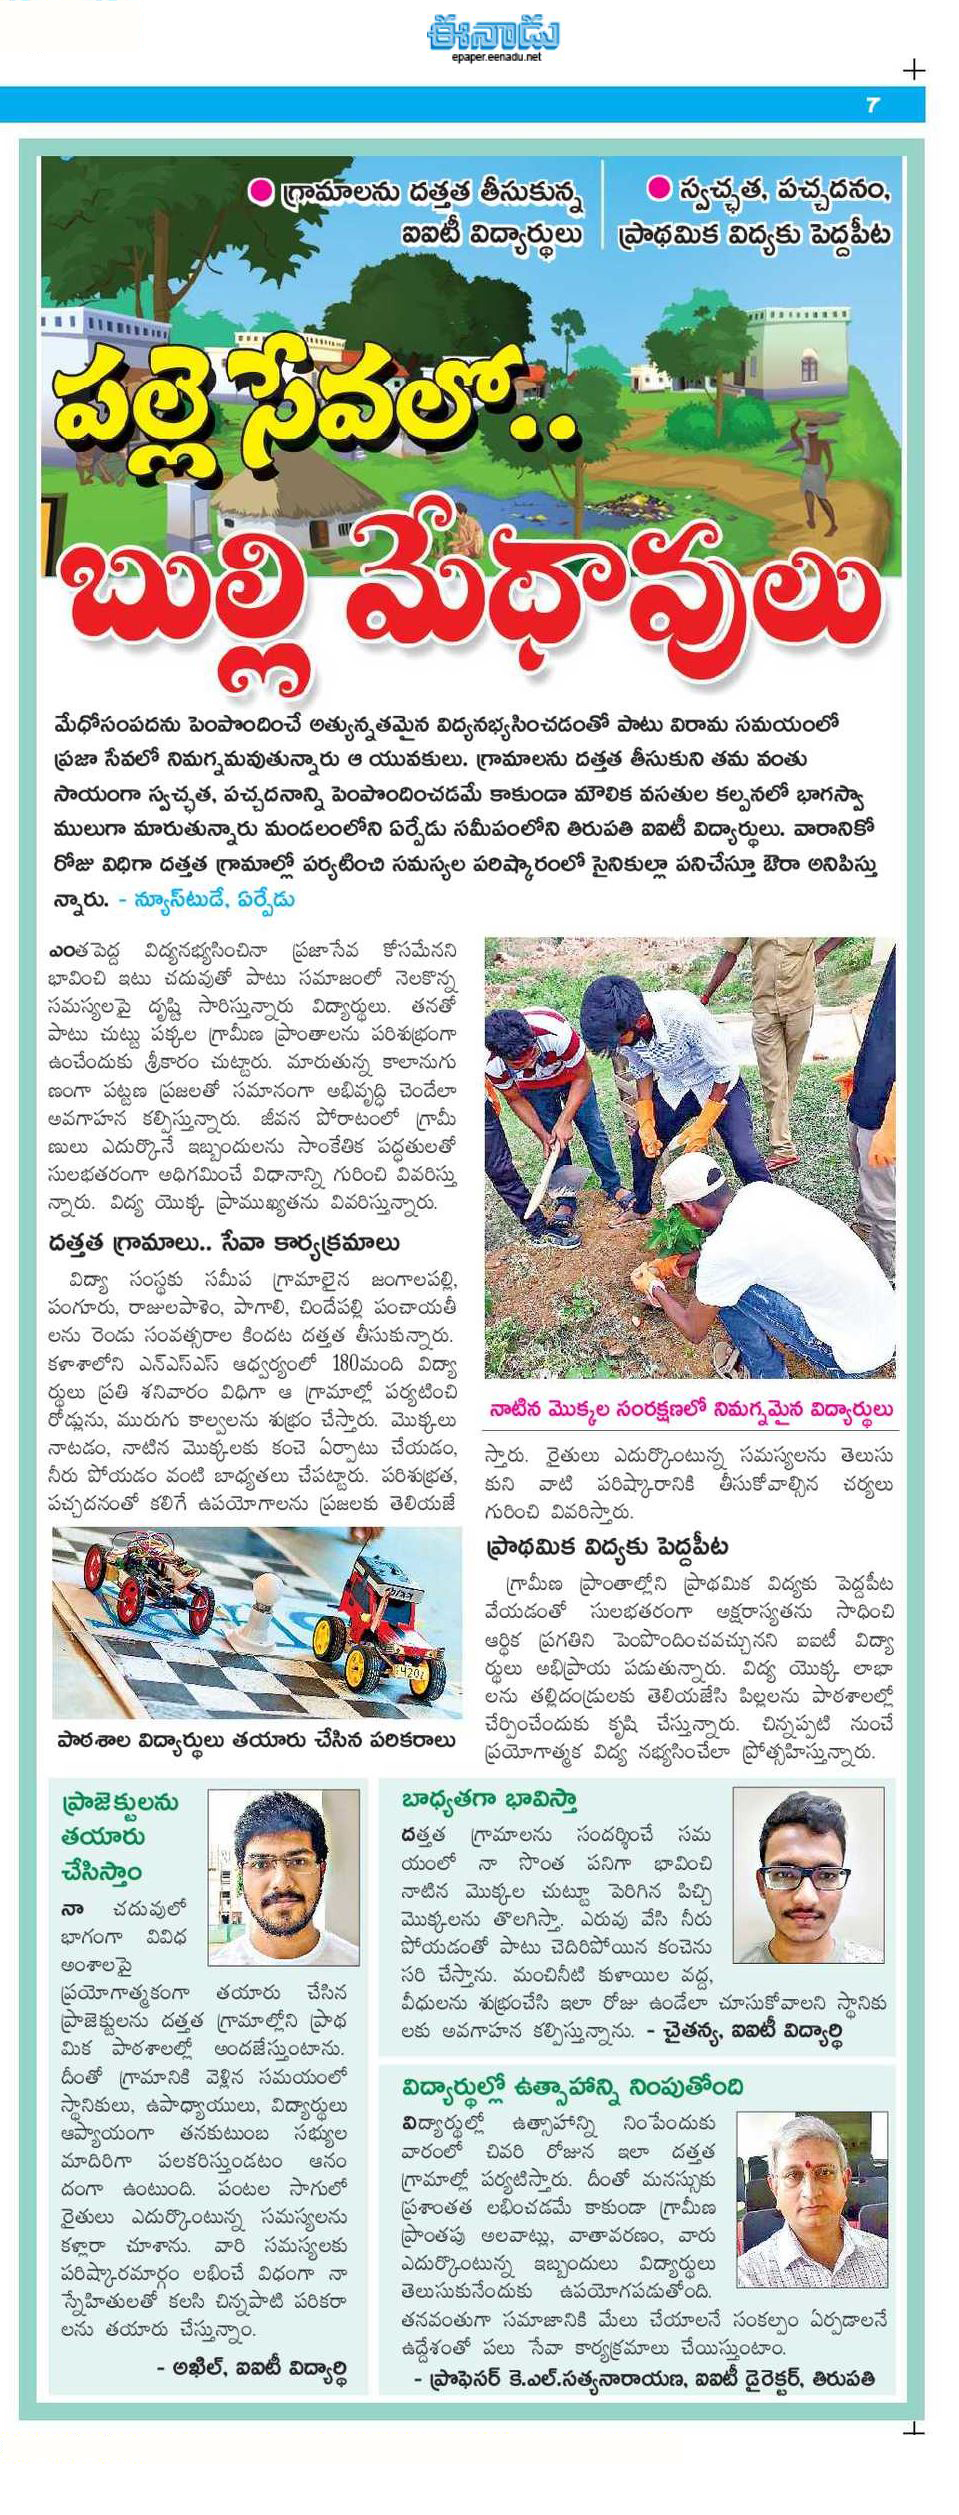 ఈనాడు
epaper.eenadu.net
7
గ్రామాలను దత్తత తీసుకున్న
ఐఐటీ విద్యార్థులు
స్వచ్ఛత, పచ్చదనం,
ప్రాథమిక విద్యకు పెద్దపీట
పల్లె సేవలో..
బుల్లి మేధావులు
మేధోసంపదను పెంపొందించే అత్యున్నతమైన విద్యనభ్యసించడంతో పాటు విరామ సమయంలో
ప్రజా సేవలో నిమగ్నమవుతున్నారు ఆ యువకులు. గ్రామాలను దత్తత తీసుకుని తమ వంతు
సాయంగా స్వచ్ఛత, పచ్చదనాన్ని పెంపొందించడమే కాకుండా మౌలిక వసతుల కల్పనలో భాగస్వా
ములుగా మారుతున్నారు మండలంలోని ఏర్పేడు సమీపంలోని తిరుపతి ఐఐటీ విద్యార్థులు. వారానికో
రోజు విధిగా దత్తత గ్రామాల్లో పర్యటించి సమస్యల పరిష్కారంలో సైనికుల్లా పనిచేస్తూ ఔరా అనిపిస్తు
న్నారు. - న్యూస్‌టుడే, ఏర్పేడు
ఎంతపెద్ద విద్యనభ్యసించినా ప్రజాసేవ కోసమేనని
భావించి ఇటు చదువుతో పాటు సమాజంలో నెలకొన్న
సమస్యలపై దృష్టి సారిస్తున్నారు విద్యార్థులు. తనతో
పాటు చుట్టు పక్కల గ్రామీణ ప్రాంతాలను పరిశుభ్రంగా
ఉంచేందుకు శ్రీకారం చుట్టారు. మారుతున్న కాలానుగు
ణంగా పట్టణ ప్రజలతో సమానంగా అభివృద్ధి చెందేలా
అవగాహన కల్పిస్తున్నారు. జీవన పోరాటంలో గ్రామీ
ణులు ఎదుర్కొనే ఇబ్బందులను సాంకేతిక పద్ధతులతో
సులభతరంగా అధిగమించే విధానాన్ని గురించి వివరిస్తు
న్నారు. విద్య యొక్క ప్రాముఖ్యతను వివరిస్తున్నారు.
దత్తత గ్రామాలు.. సేవా కార్యక్రమాలు
విద్యా సంస్థకు సమీప గ్రామాలైన జంగాలపల్లి,
పంగూరు, రాజులపాళెం, పాగాలి, చిందేపల్లి పంచాయతీ
లను రెండు సంవత్సరాల కిందట దత్తత తీసుకున్నారు.
కళాశాలోని ఎన్ఎస్ఎస్ ఆధ్వర్యంలో 180మంది విద్యా
ర్థులు ప్రతి శనివారం విధిగా ఆ గ్రామాల్లో పర్యటించి
రోడ్లును, మురుగు కాల్వలను శుభ్రం చేస్తారు. మొక్కలు
నాటడం, నాటిన మొక్కలకు కంచె ఏర్పాటు చేయడం,
నీరు పోయడం వంటి బాధ్యతలు చేపట్టారు. పరిశుభ్రత,
పచ్చదనంతో కలిగే ఉపయోగాలను ప్రజలకు తెలియజే
4202
పాఠశాల విద్యార్థులు తయారు చేసిన పరికరాలు
నాటిన మొక్కల సంరక్షణలో నిమగ్నమైన విద్యార్థులు
స్తారు. రైతులు ఎదుర్కొంటున్న సమస్యలను తెలుసు
కుని వాటి పరిష్కారానికి తీసుకోవాల్సిన చర్యలు
గురించి వివరిస్తారు.
ప్రాథమిక విద్యకు పెద్దపీట
గ్రామీణ ప్రాంతాల్లోని ప్రాథమిక విద్యకు పెద్దపీట
వేయడంతో సులభతరంగా అక్షరాస్యతను సాధించి
ఆర్థిక ప్రగతిని పెంపొందించవచ్చునని ఐఐటీ విద్యా
ర్థులు అభిప్రాయ పడుతున్నారు. విద్య యొక్క లాభా
లను తల్లిదండ్రులకు తెలియజేసి పిల్లలను పాఠశాలల్లో
చేర్పించేందుకు కృషి చేస్తున్నారు. చిన్నప్పటి నుంచే
ప్రయోగాత్మక విద్య నభ్యసించేలా ప్రోత్సహిస్తున్నారు.
ప్రాజెక్టులను
తయారు
చేసిస్తాం
నా చదువులో
భాగంగా వివిధ
అంశాలపై
ప్రయోగాత్మకంగా తయారు చేసిన
ప్రాజెక్టులను దత్తత గ్రామాల్లోని ప్రాథ
మిక పాఠశాలల్లో అందజేస్తుంటాను.
దీంతో గ్రామానికి వెళ్లిన సమయంలో
స్థానికులు, ఉపాధ్యాయులు, విద్యార్థులు
ఆప్యాయంగా తనకుటుంబ సభ్యుల
మాదిరిగా పలకరిస్తుండటం ఆనం
దంగా ఉంటుంది. పంటల సాగులో
రైతులు ఎదుర్కొంటున్న సమస్యలను
కళ్లారా చూశాను. వారి సమస్యలకు
పరిష్కారమార్గం లభించే విధంగా నా
స్నేహితులతో కలసి చిన్నపాటి పరికరా
లను తయారు చేస్తున్నాం.
- అఖిల్, ఐఐటీ విద్యార్థి
బాధ్యతగా భావిస్తా
దత్తత గ్రామాలను సందర్శించే సమ
యంలో నా సొంత పనిగా భావించి
నాటిన మొక్కల చుట్టూ పెరిగిన పిచ్చి
మొక్కలను తొలగిస్తా. ఎరువు వేసి నీరు
పోయడంతో పాటు చెదిరిపోయిన కంచెను
సరి చేస్తాను. మంచినీటి కుళాయిల వద్ద,
వీధులను శుభ్రంచేసి ఇలా రోజు ఉండేలా చూసుకోవాలని స్థానికు
లకు అవగాహన కల్పిస్తున్నాను. - చైతన్య, ఐఐటీ విద్యార్థి
విద్యార్థుల్లో ఉత్సాహాన్ని నింపుతోంది
విద్యార్థుల్లో ఉత్సాహాన్ని నింపేందుకు
వారంలో చివరి రోజున ఇలా దత్తత
గ్రామాల్లో పర్యటిస్తారు. దీంతో మనస్సుకు
ప్రశాంతత లభించడమే కాకుండా గ్రామీణ
ప్రాంతపు అలవాట్లు, వాతావరణం, వారు
ఎదుర్కొంటున్న ఇబ్బందులు విద్యార్థులు
తెలుసుకునేందుకు ఉపయోగపడుతోంది.
తనవంతుగా సమాజానికి మేలు చేయాలనే సంకల్పం ఏర్పడాలనే
ఉద్దేశంతో పలు సేవా కార్యక్రమాలు చేయిస్తుంటాం.
- ప్రొఫెసర్ కె.ఎల్.సత్యనారాయణ, ఐఐటీ డైరెక్టర్, తిరుపతి